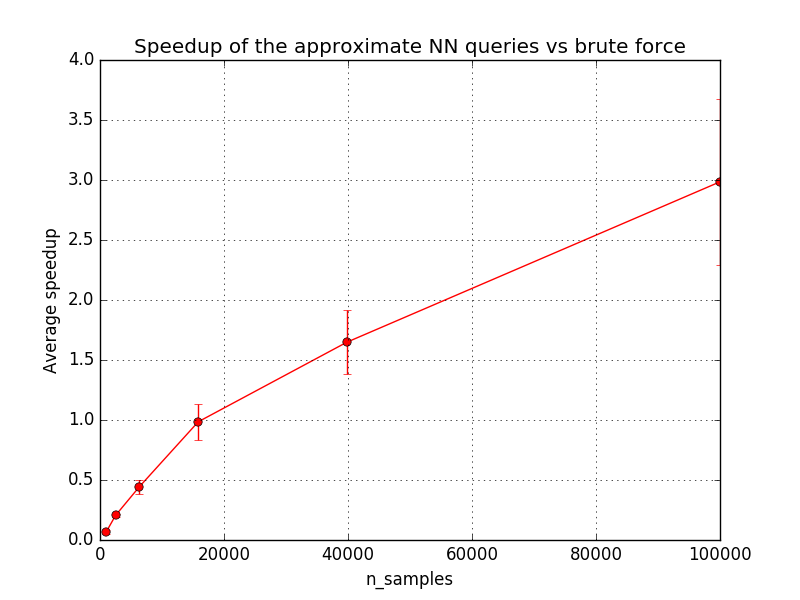 Speedup of the approximate NN queries vs brute force
4.0
3.5
3.0
2.5
2.0
1.5
1.0
0.5
0.0
Average speedup
0 20000 40000 60000 80000 100000
n_samples